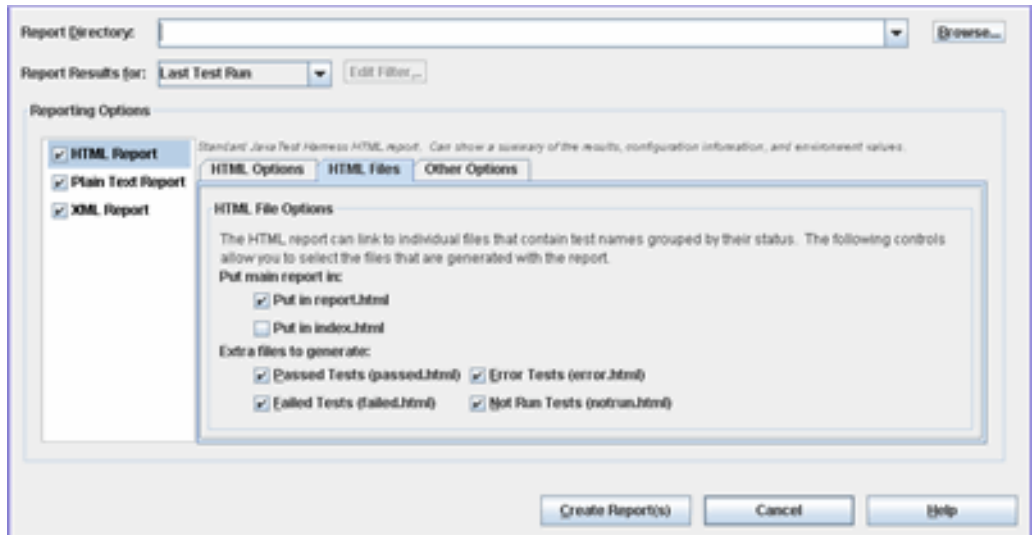 Report Directory: Browse...
Report Results for: Last Test Run Edit Filter...
Reporting Options
HTML Report
Plain Text Report
XML Report
Standard JavaTest Harness HTML report. Can show a summary of the results, configuration information, and environment values.
HTML Options HTML Files Other Options
HTML File Options
The HTML report can link to individual files that contain test names grouped by their status. The following controls
allow you to select the files that are generated with the report.
Put main report in:
Put in report.html
Put in index.html
Extra files to generate:
Passed Tests (passed.html) Error Tests (error.html)
Failed Tests (failed.html) Not Run Tests (notrun.html)
Create Report(s) Cancel Help